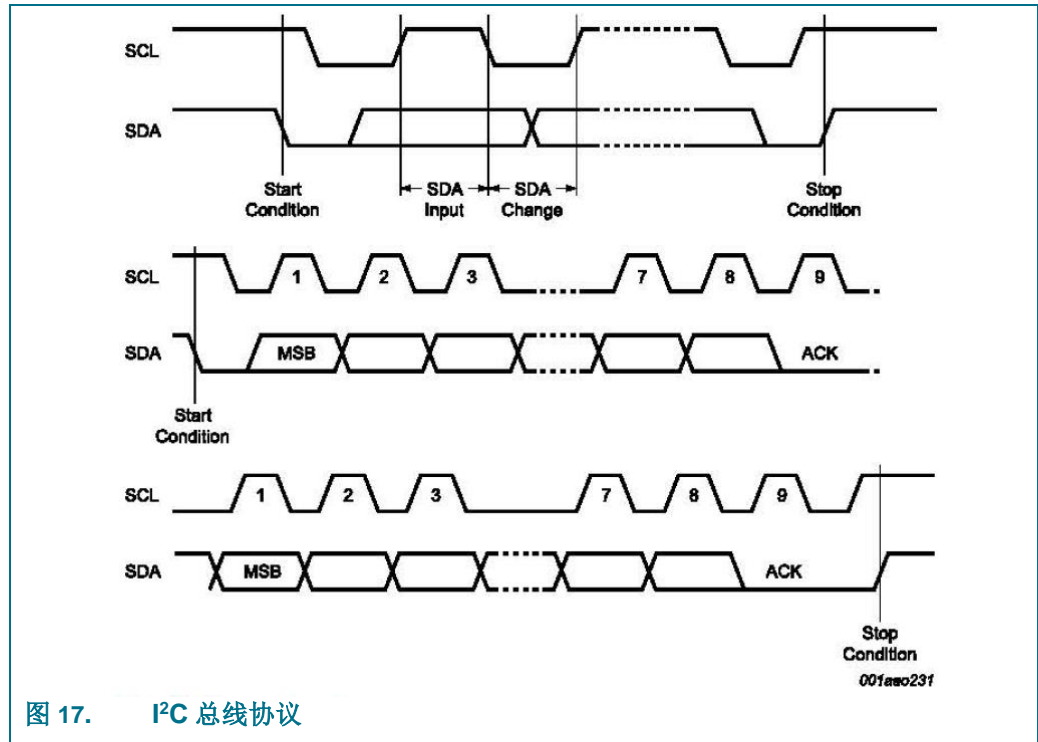 SCL
SDA
Start
Condition
SDA
Input
SDA
Change
Stop
Condition
SCL
1 2 3 7 8 9
SDA
MSB
ACK
Start
Condition
SCL
1 2 3 7 8 9
SDA
MSB
ACK
Stop
Condition
001aao231
图 17. I²C 总线协议